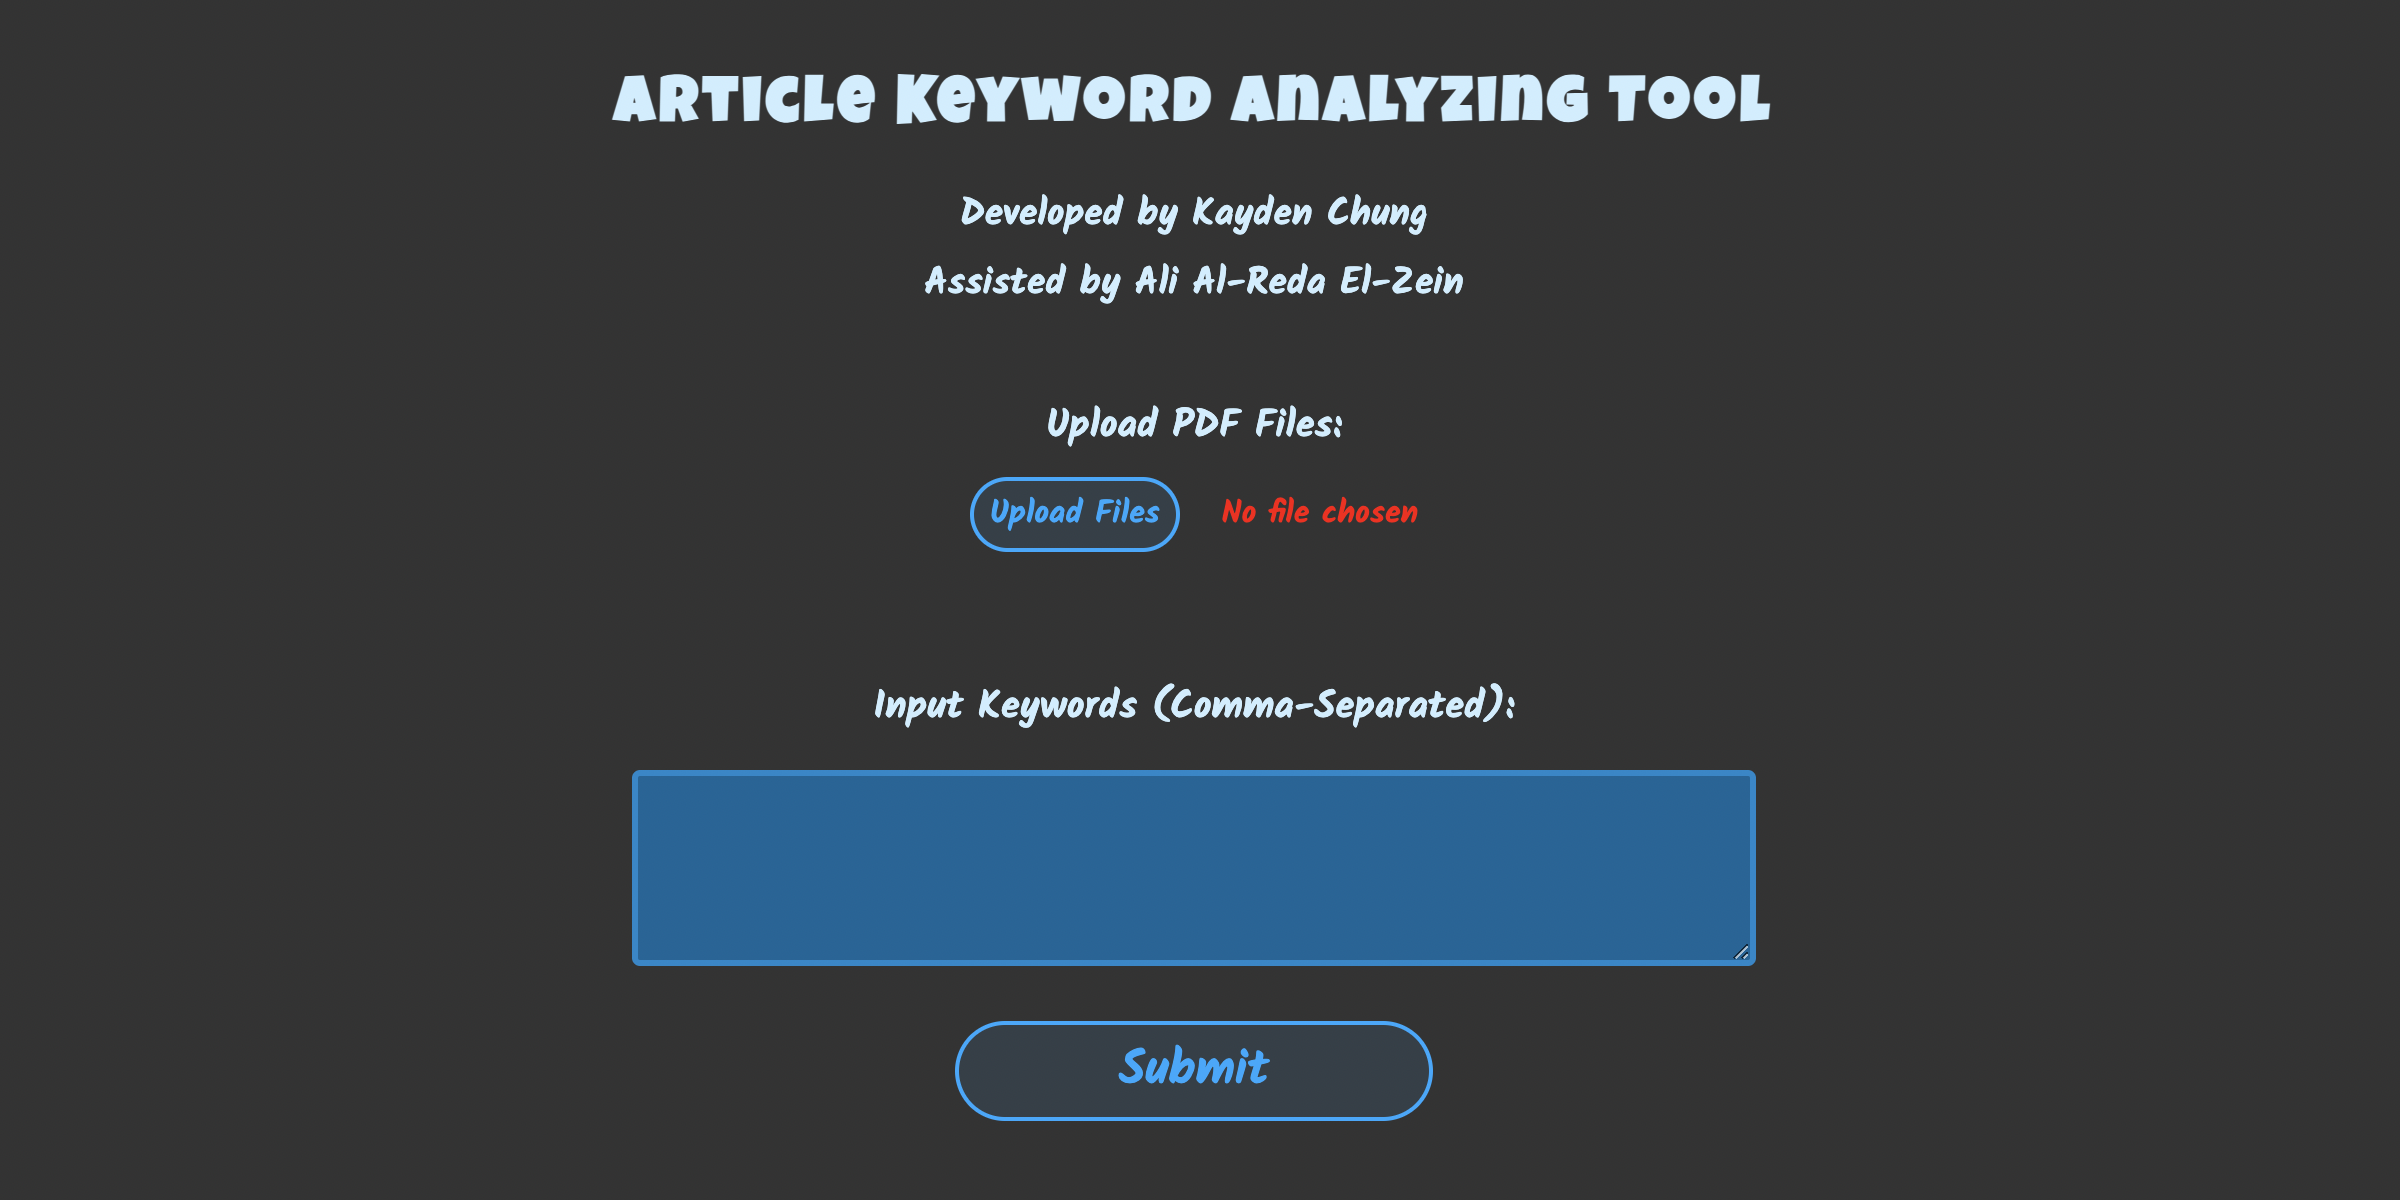 Article Keyword Analyzing Tool
Developed by Kayden Chung
Assisted by Ali Al-Reda El-Zein
Upload PDF Files:
Upload Files No file chosen
Input Keywords (Comma-Separated):
Submit